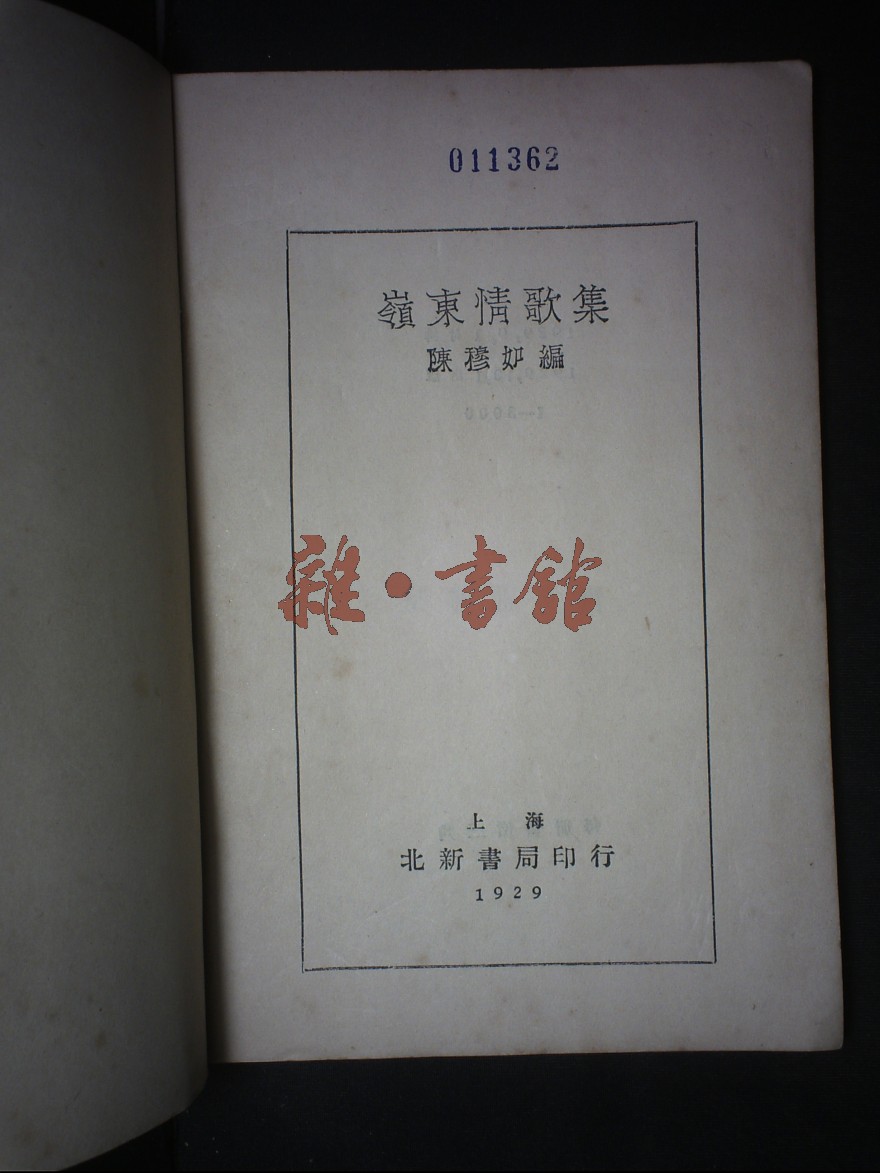 011362
嶺東情歌集
陳穆如編
雜·書館
上海
北新書局印行
1929